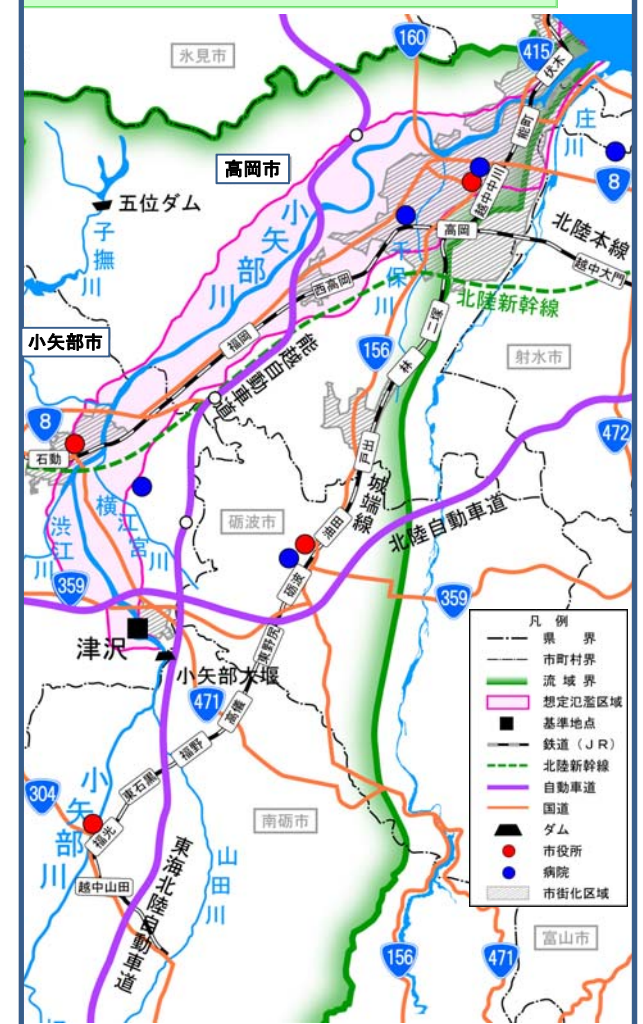 氷見市
160
415
伏木
能町
庄川
8
高岡市
越中中川
五位ダム
子撫川
小矢部川
高岡
北陸本線
越中大門
千保川
西高岡
北陸新幹線
二塚
小矢部市
福岡
能越自動車道
156
林
射水市
8
石動
戸出
472
城端線
横江宮川
渋江川
砺波市
油田
北陸自動車道
359
砺波
359
津沢
東野尻
小矢部大堰
471
高儀
福野
東石黒
304
小矢部川
福光
南砺市
越中山田
山田川
東海北陸自動車道
156
471
富山市
凡例
県界
市町村界
流域界
想定氾濫区域
基準地点
鉄道（ＪＲ）
北陸新幹線
自動車道
国道
ダム
市役所
病院
市街化区域